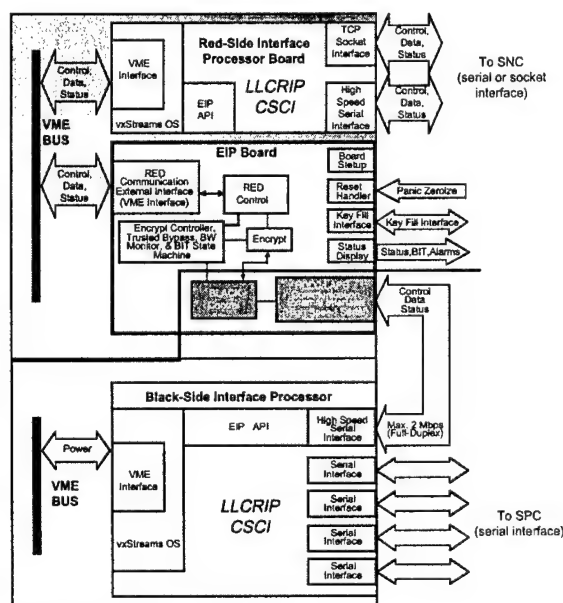 Red-Side Interface
Processor Board
TCP
Socket
Interface
Control,
Data,
Status
VME
Interface
Control,
Data,
Status
LLCRIP
CSCI
High
Speed
Serial
Interface
EIP
API
vxStreams OS
Control,
Data,
Status
To SNC
(serial or socket
interface)
VME
BUS
EIP Board
Control,
Data,
Status
RED
Communication
External Interface
(VME Interface)
RED
Control
Board
Setup
Reset
Handler
Panic Zeroize
Key Fill
Interface
Key Fill Interface
Encrypt Controller,
Trusted Bypass, BW
Monitor, & BIT State
Machine
Encrypt
Status
Display
Status,BIT,Alarms
Control
Data
Status
Black-Side Interface Processor
EIP API
High Speed
Serial
Interface
Max. 2 Mbps
(Full-Duplex)
Power
VME
Interface
VME
BUS
LLCRIP
CSCI
vxStreams OS
Serial
Interface
Serial
Interface
Serial
Interface
Serial
Interface
To SPC
(serial interface)